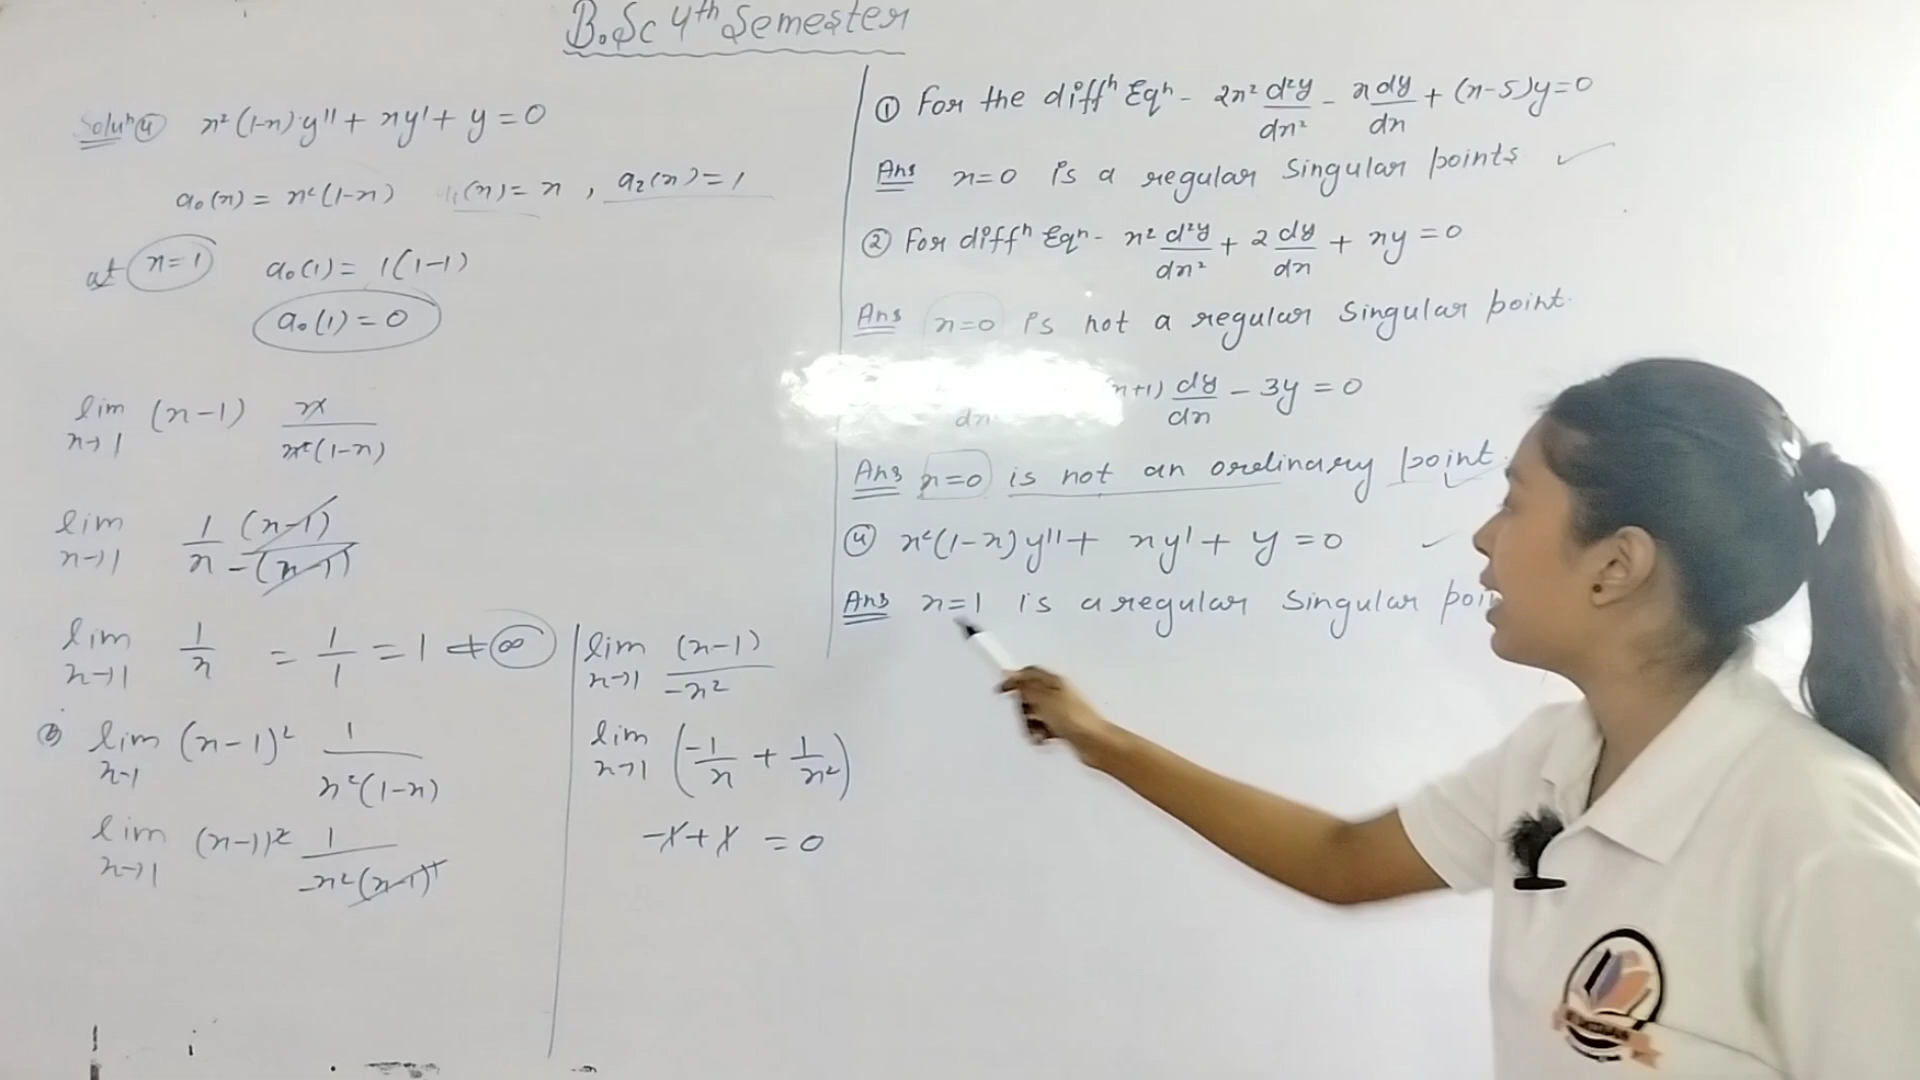 B.Sc 4th Semester
Soluⁿ ④ x²(1-x)y'' + xy' + y = 0
a₀(x) = x²(1-x) ₁(x) = x , a₂(x) = 1
at x=1 a₀(1) = 1(1-1)
a₀(1) = 0
lim x→1 (x-1) x/x²(1-x)
lim x→1 1/x (x-1)/-(x-1)
lim x→1 1/x = 1/1 = 1 ≠ ∞
lim x→1 (x-1)² 1/x²(1-x)
lim x→1 (x-1)² 1/-x²(x-1)
lim x→1 (x-1)/-x²
lim x→1 (-1/x + 1/x²)
-1+1 = 0
① For the diffⁿ Eqⁿ- 2x² d²y/dx² - x dy/dx + (x-5)y=0
Ans x=0 is a regular singular points
② For diffⁿ Eqⁿ- x² d²y/dx² + 2 dy/dx + xy = 0
Ans x=0 is not a regular singular point.
x+1) dy/dx - 3y = 0
Ans x=0 is not an ordinary point.
④ x²(1-x)y'' + xy' + y = 0
Ans x=1 is a regular singular poin